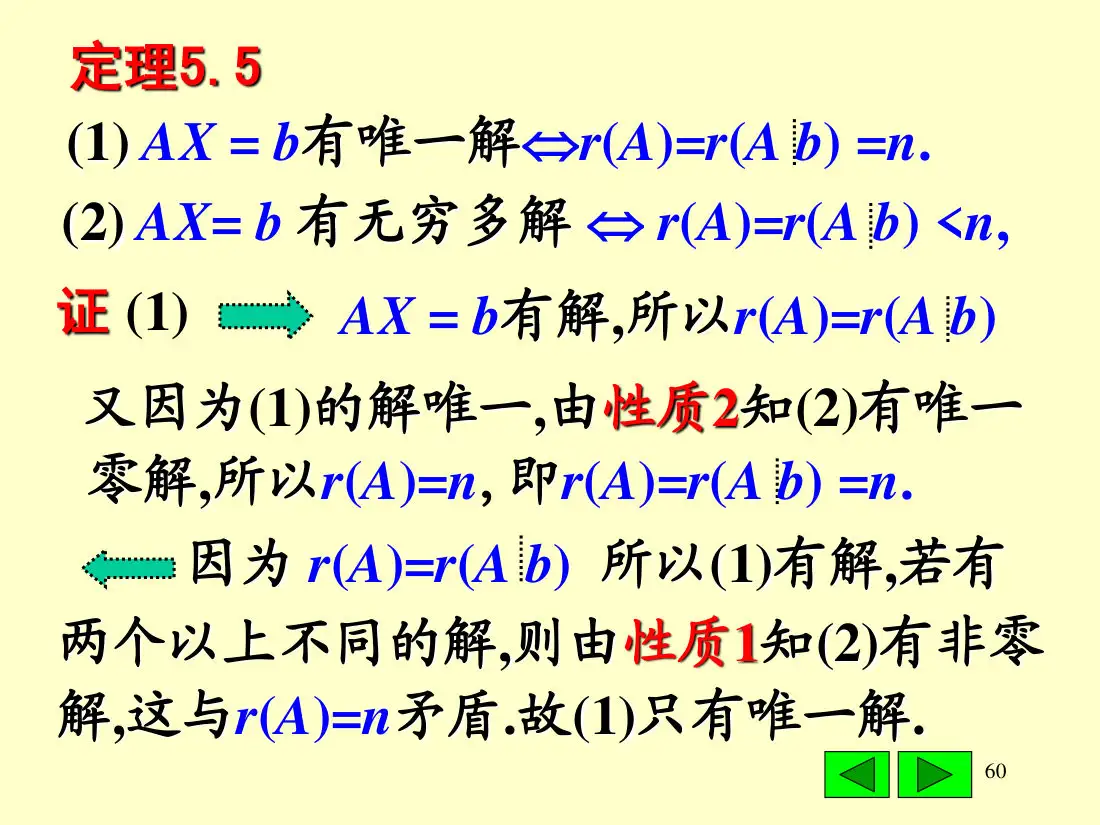 定理5.5
(1) AX = b有唯一解⇔r(A)=r(A┊b) =n.
(2) AX= b 有无穷多解 ⇔ r(A)=r(A┊b) <n,
证 (1) AX = b有解,所以r(A)=r(A┊b)
又因为(1)的解唯一,由性质2知(2)有唯一
零解,所以r(A)=n, 即r(A)=r(A┊b) =n.
因为 r(A)=r(A┊b) 所以(1)有解,若有
两个以上不同的解,则由性质1知(2)有非零
解,这与r(A)=n矛盾.故(1)只有唯一解.
60